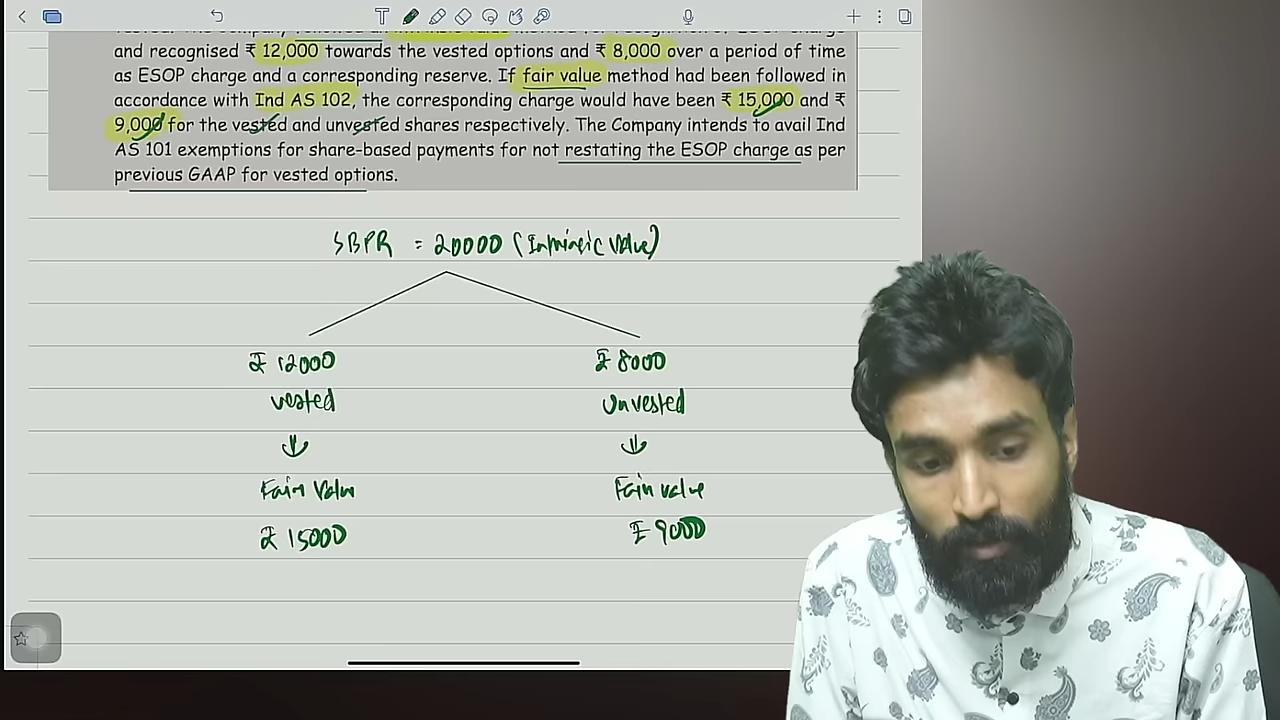 and recognised ₹ 12,000 towards the vested options and ₹ 8,000 over a period of time
as ESOP charge and a corresponding reserve. If fair value method had been followed in
accordance with Ind AS 102, the corresponding charge would have been ₹ 15,000 and ₹
9,000 for the vested and unvested shares respectively. The Company intends to avail Ind
AS 101 exemptions for share-based payments for not restating the ESOP charge as per
previous GAAP for vested options.
SBPR = 20000 (Intrinsic Value)
₹ 12000
₹ 8000
vested
Unvested
Fair Value
Fair value
₹ 15000
₹ 9000